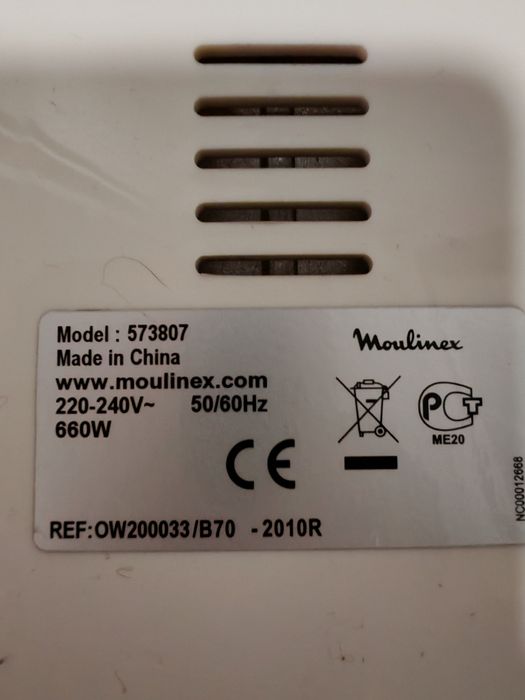 Model : 573807
Made in China
www.moulinex.com
220-240V~ 50/60Hz
660W
CE
REF:OW200033/B70 - 2010R
Moulinex
PCT
ME20
NC00012668